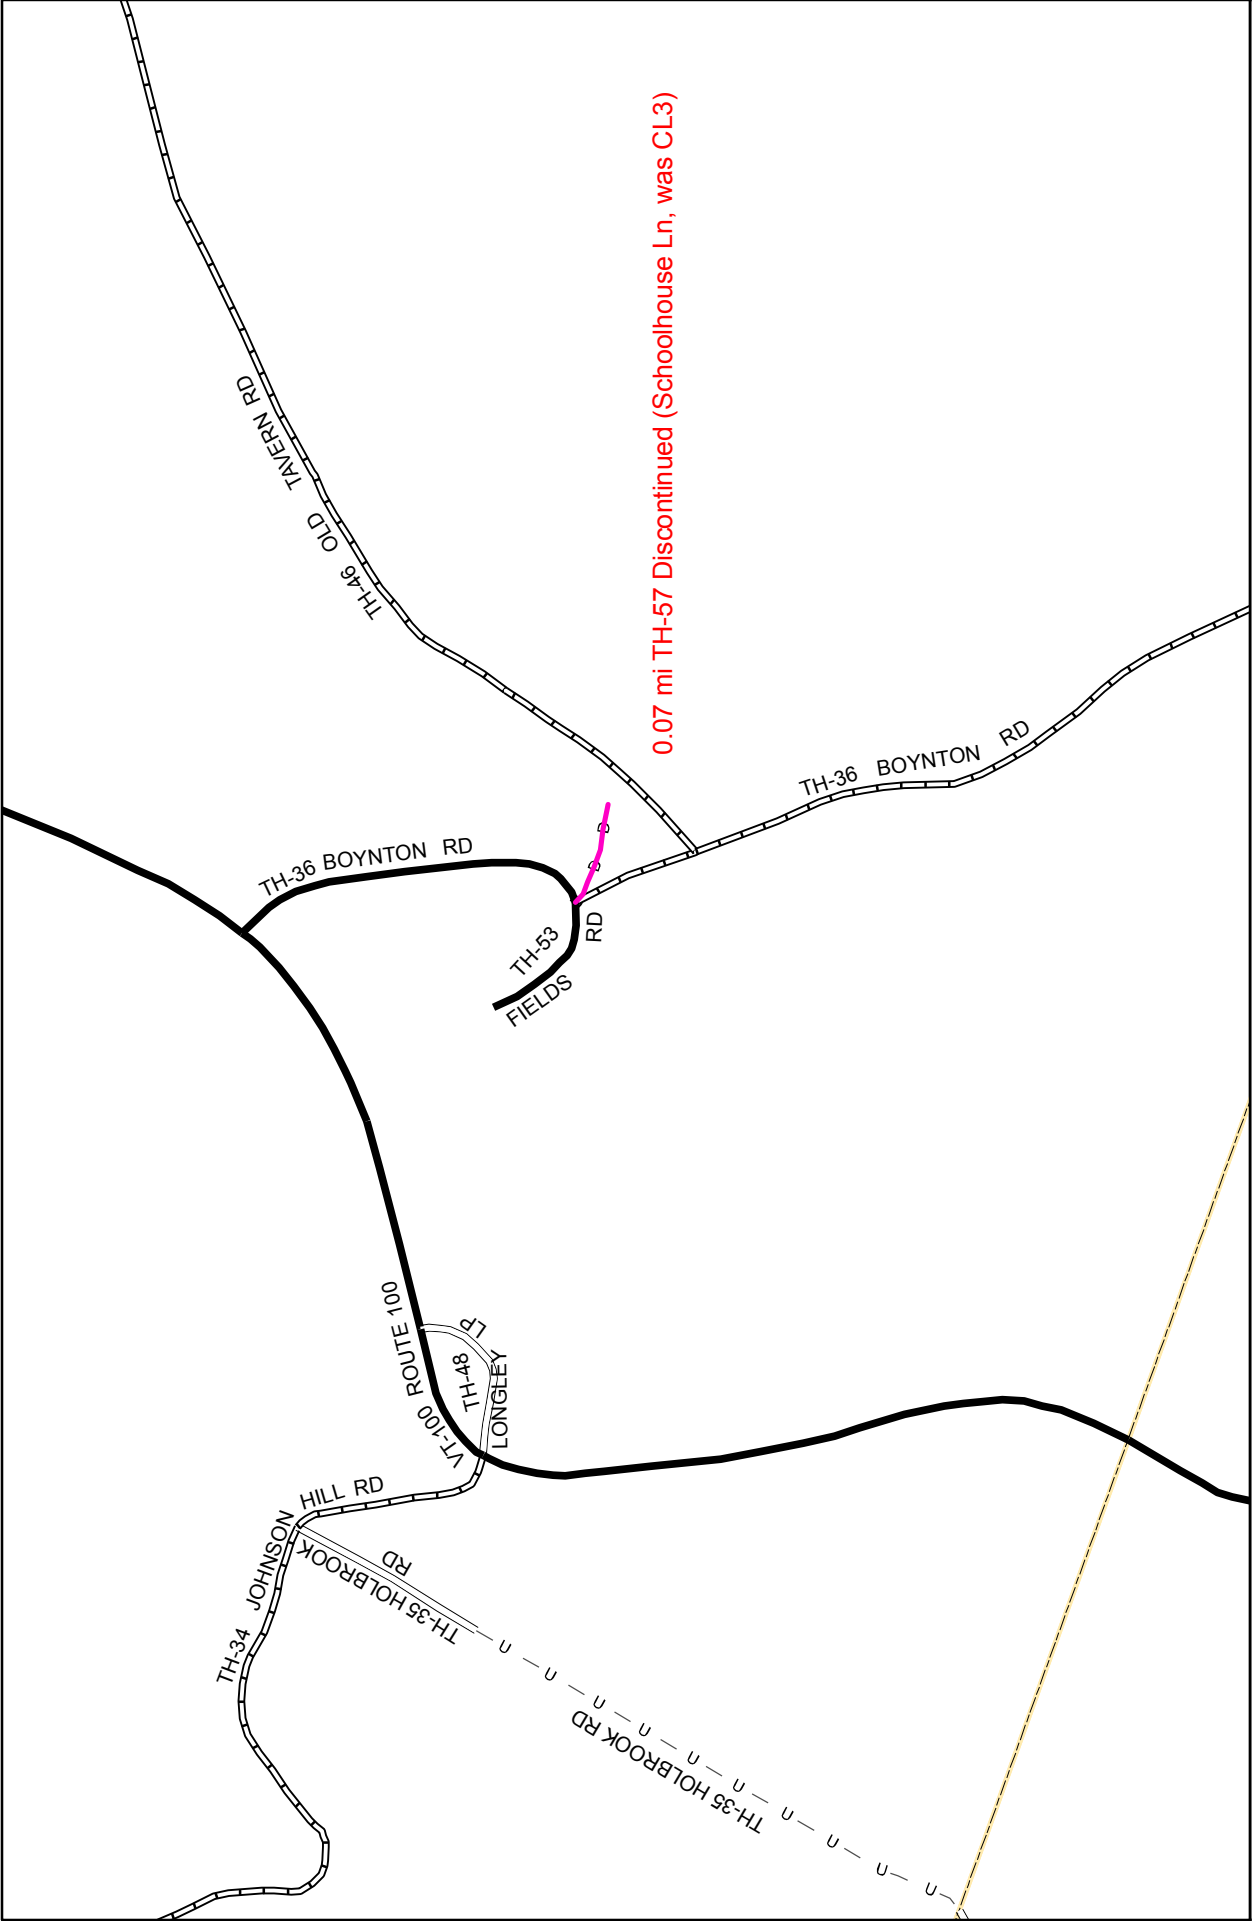 TH-46 OLD TAVERN RD
0.07 mi TH-57 Discontinued (Schoolhouse Ln, was CL3)
TH-36 BOYNTON RD
TH-36 BOYNTON RD
D D
TH-53
FIELDS RD
VT-100 ROUTE 100
TH-48
LONGLEY LP
TH-34 JOHNSON HILL RD
TH-35 HOLBROOK RD
TH-35 HOLBROOK RD
U U U U U U U U U U